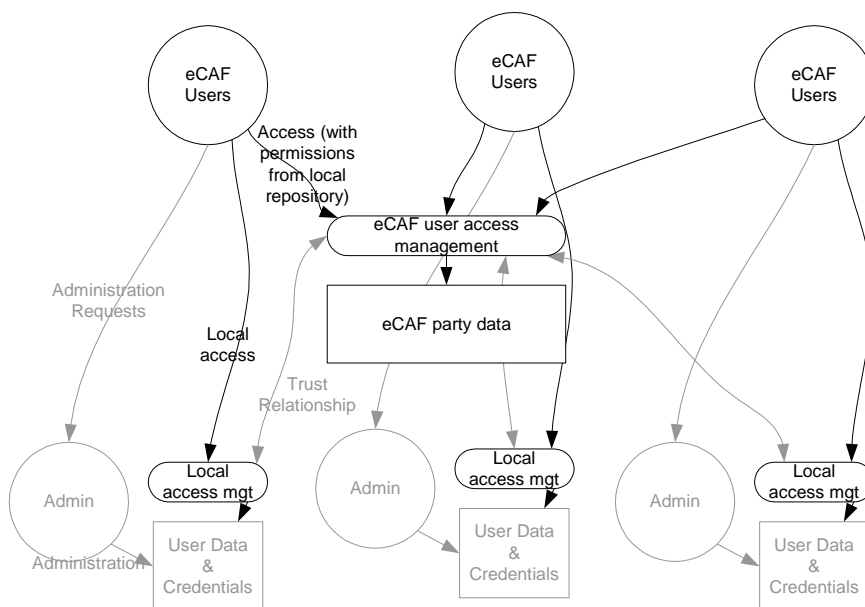 eCAF
Users
eCAF
Users
eCAF
Users
Access (with
permissions
from local
repository)
eCAF user access
management
Administration
Requests
Local
access
eCAF party data
Trust
Relationship
Admin
Local
access mgt
Admin
Local
access mgt
Admin
Local
access mgt
Administration
User Data
&
Credentials
User Data
&
Credentials
User Data
&
Credentials